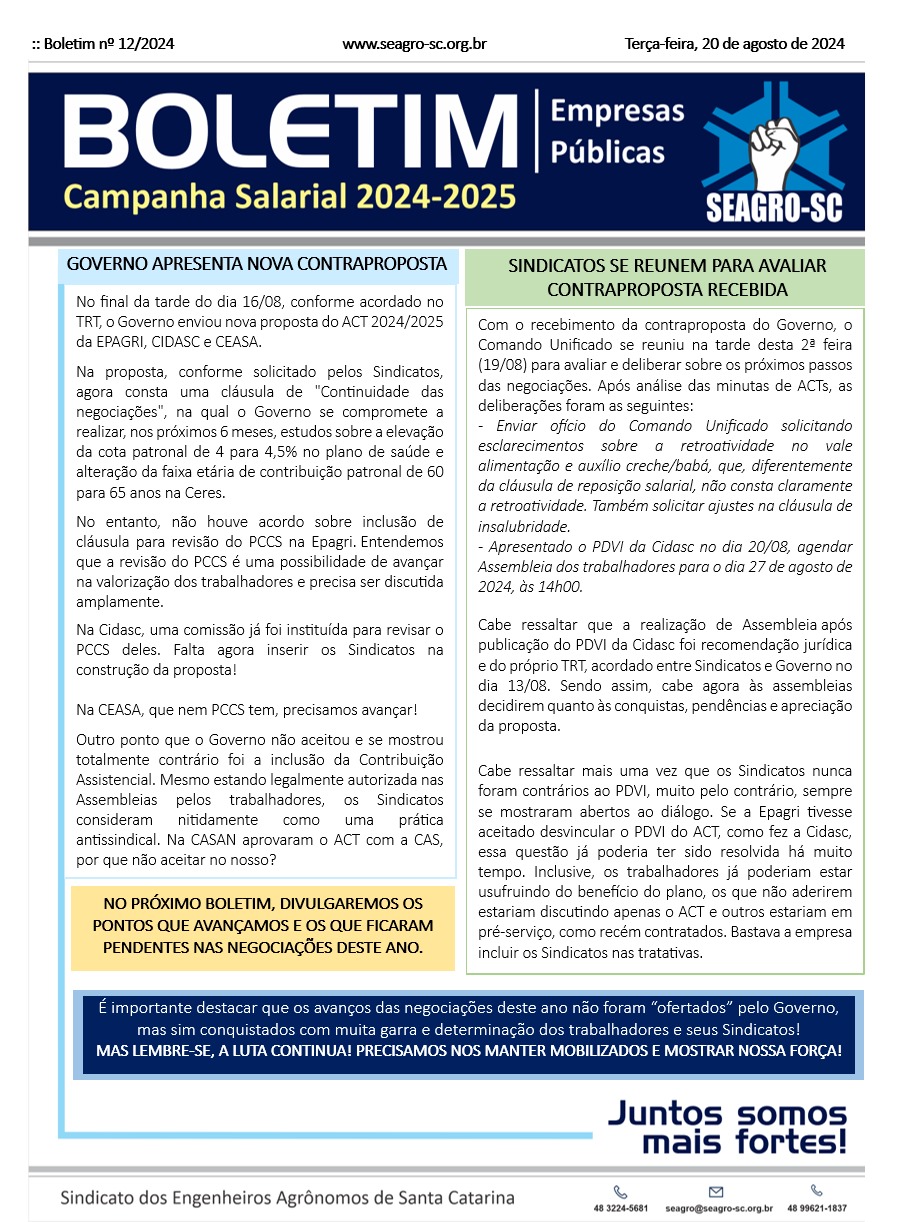 :: Boletim nº 12/2024
www.seagro-sc.org.br
Terça-feira, 20 de agosto de 2024
BOLETIM
Empresas
Públicas
Campanha Salarial 2024-2025
SEAGRO-SC
GOVERNO APRESENTA NOVA CONTRAPROPOSTA
No final da tarde do dia 16/08, conforme acordado no
TRT, o Governo enviou nova proposta do ACT 2024/2025
da EPAGRI, CIDASC e CEASA.
Na proposta, conforme solicitado pelos Sindicatos,
agora consta uma cláusula de "Continuidade das
negociações", na qual o Governo se compromete a
realizar, nos próximos 6 meses, estudos sobre a elevação
da cota patronal de 4 para 4,5% no plano de saúde e
alteração da faixa etária de contribuição patronal de 60
para 65 anos na Ceres.
No entanto, não houve acordo sobre inclusão de
cláusula para revisão do PCCS na Epagri. Entendemos
que a revisão do PCCS é uma possibilidade de avançar
na valorização dos trabalhadores e precisa ser discutida
amplamente.
Na Cidasc, uma comissão já foi instituída para revisar o
PCCS deles. Falta agora inserir os Sindicatos na
construção da proposta!
Na CEASA, que nem PCCS tem, precisamos avançar!
Outro ponto que o Governo não aceitou e se mostrou
totalmente contrário foi a inclusão da Contribuição
Assistencial. Mesmo estando legalmente autorizada nas
Assembleias pelos trabalhadores, os Sindicatos
consideram nitidamente como uma prática
antissindical. Na CASAN aprovaram o ACT com a CAS,
por que não aceitar no nosso?
NO PRÓXIMO BOLETIM, DIVULGAREMOS OS
PONTOS QUE AVANÇAMOS E OS QUE FICARAM
PENDENTES NAS NEGOCIAÇÕES DESTE ANO.
SINDICATOS SE REUNEM PARA AVALIAR
CONTRAPROPOSTA RECEBIDA
Com o recebimento da contraproposta do Governo, o
Comando Unificado se reuniu na tarde desta 2ª feira
(19/08) para avaliar e deliberar sobre os próximos passos
das negociações. Após análise das minutas de ACTs, as
deliberações foram as seguintes:
- Enviar ofício do Comando Unificado solicitando
esclarecimentos sobre a retroatividade no vale
alimentação e auxílio creche/babá, que, diferentemente
da cláusula de reposição salarial, não consta claramente
a retroatividade. Também solicitar ajustes na cláusula de
insalubridade.
- Apresentado o PDVI da Cidasc no dia 20/08, agendar
Assembleia dos trabalhadores para o dia 27 de agosto de
2024, às 14h00.
Cabe ressaltar que a realização de Assembleia após
publicação do PDVI da Cidasc foi recomendação jurídica
e do próprio TRT, acordado entre Sindicatos e Governo no
dia 13/08. Sendo assim, cabe agora às assembleias
decidirem quanto às conquistas, pendências e apreciação
da proposta.
Cabe ressaltar mais uma vez que os Sindicatos nunca
foram contrários ao PDVI, muito pelo contrário, sempre
se mostraram abertos ao diálogo. Se a Epagri tivesse
aceitado desvincular o PDVI do ACT, como fez a Cidasc,
essa questão já poderia ter sido resolvida há muito
tempo. Inclusive, os trabalhadores já poderiam estar
usufruindo do benefício do plano, os que não aderirem
estariam discutindo apenas o ACT e outros estariam em
pré-serviço, como recém contratados. Bastava a empresa
incluir os Sindicatos nas tratativas.
É importante destacar que os avanços das negociações deste ano não foram “ofertados” pelo Governo,
mas sim conquistados com muita garra e determinação dos trabalhadores e seus Sindicatos!
MAS LEMBRE-SE, A LUTA CONTINUA! PRECISAMOS NOS MANTER MOBILIZADOS E MOSTRAR NOSSA FORÇA!
Juntos somos
mais fortes!
Sindicato dos Engenheiros Agrônomos de Santa Catarina
48 3224-5681
seagro@seagro-sc.org.br
48 99621-1837